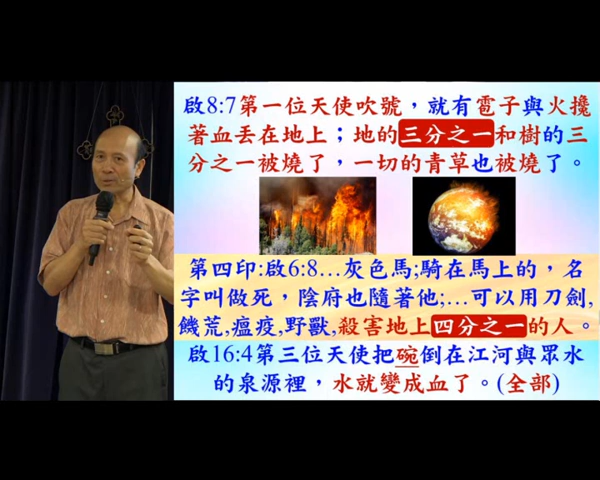 啟8:7第一位天使吹號，就有雹子與火攙
著血丟在地上；地的三分之一和樹的三
分之一被燒了，一切的青草也被燒了。
第四印:啟6:8…灰色馬;騎在馬上的，名
字叫做死，陰府也隨著他;…可以用刀劍,
饑荒,瘟疫,野獸,殺害地上四分之一的人。
啟16:4第三位天使把碗倒在江河與眾水
的泉源裡，水就變成血了。(全部)